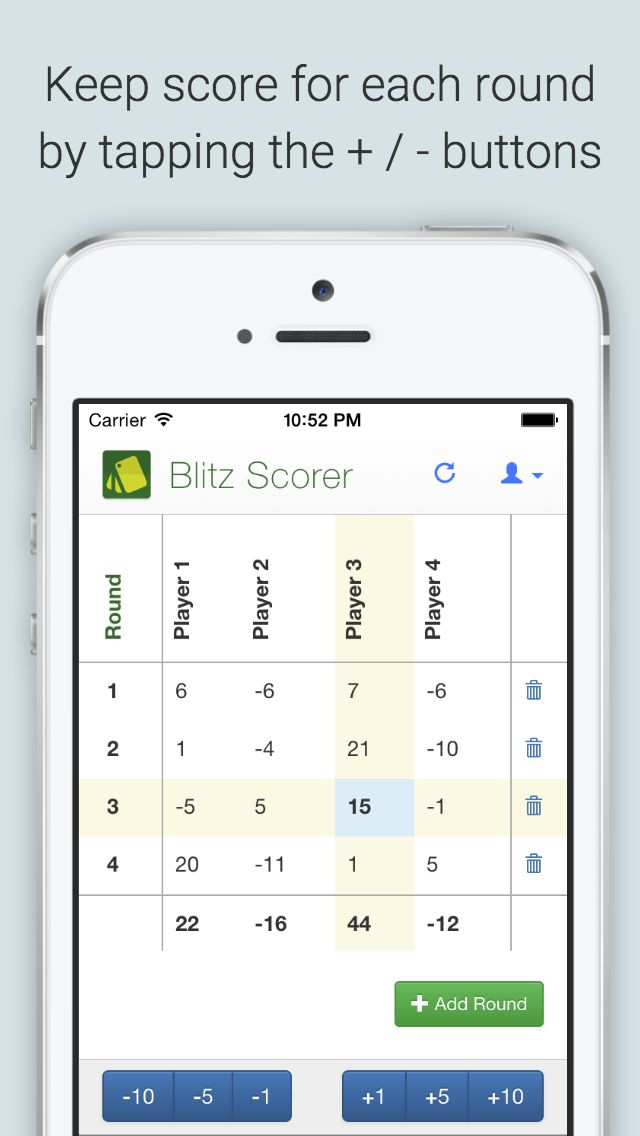 Keep score for each round
by tapping the + / - buttons
Carrier 10:52 PM
Blitz Scorer
Round Player 1 Player 2 Player 3 Player 4
1 6 -6 7 -6
2 1 -4 21 -10
3 -5 5 15 -1
4 20 -11 1 5
22 -16 44 -12
+ Add Round
-10 -5 -1 +1 +5 +10